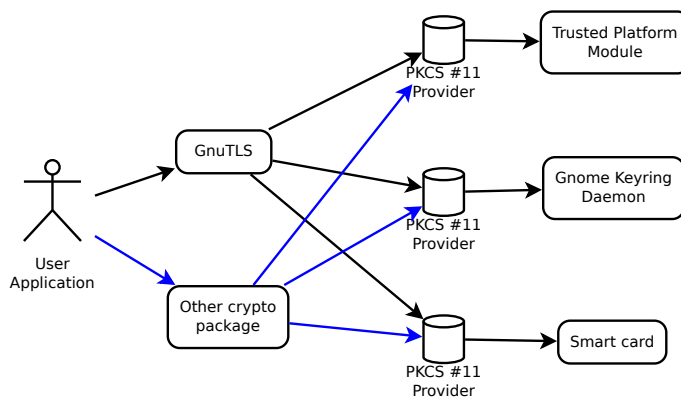 PKCS #11
Provider
Trusted Platform
Module
GnuTLS
PKCS #11
Provider
Gnome Keyring
Daemon
User
Application
Other crypto
package
PKCS #11
Provider
Smart card